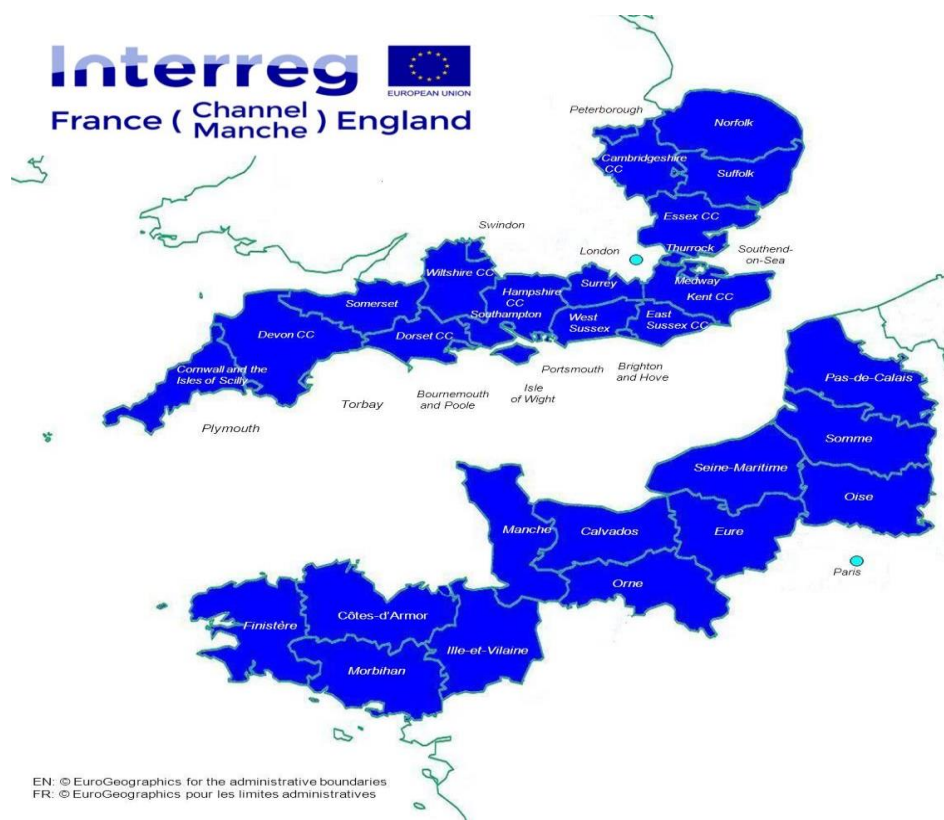 Interreg
EUROPEAN UNION
France ( Channel Manche ) England
Peterborough
Norfolk
Cambridgeshire
CC
Suffolk
Essex CC
Swindon
London
Thurrock
Southend-
on-Sea
Wiltshire CC
Medway
Surrey
Hampshire
CC
Kent CC
Somerset
Southampton
West
Sussex
East
Sussex CC
Devon CC
Dorset CC
Cornwall and the
Isles of Scilly
Portsmouth
Brighton
and Hove
Isle
of Wight
Bournemouth
and Poole
Torbay
Plymouth
Pas-de-Calais
Somme
Seine-Maritime
Oise
Manche
Calvados
Eure
Paris
Orne
Côtes-d'Armor
Finistère
Ille-et-Vilaine
Morbihan
EN: © EuroGeographics for the administrative boundaries
FR: © EuroGeographics pour les limites administratives